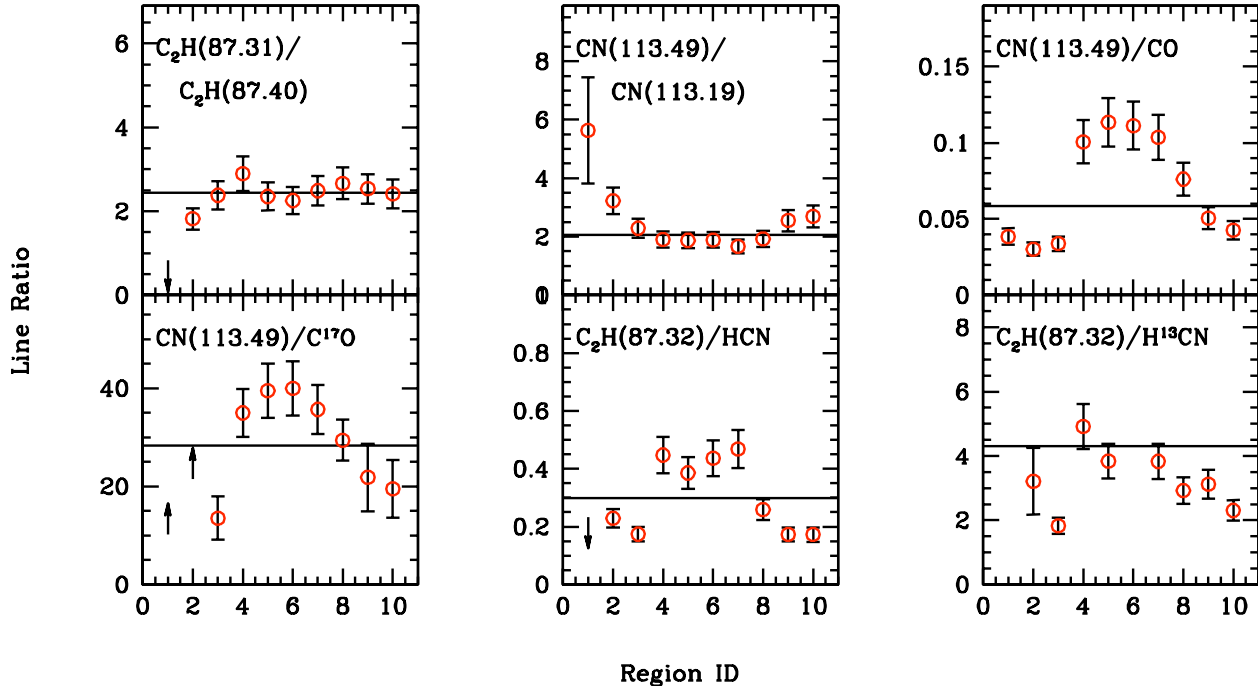 C₂H(87.31)/
C₂H(87.40)
6
4
2
0
CN(113.49)/
CN(113.19)
8
6
4
2
0
CN(113.49)/CO
0.15
0.1
0.05
0
Line Ratio
CN(113.49)/C¹⁷O
40
20
0
0 2 4 6 8 10
C₂H(87.32)/HCN
1
0.8
0.6
0.4
0.2
0
0 2 4 6 8 10
C₂H(87.32)/H¹³CN
8
6
4
2
0
0 2 4 6 8 10
Region ID